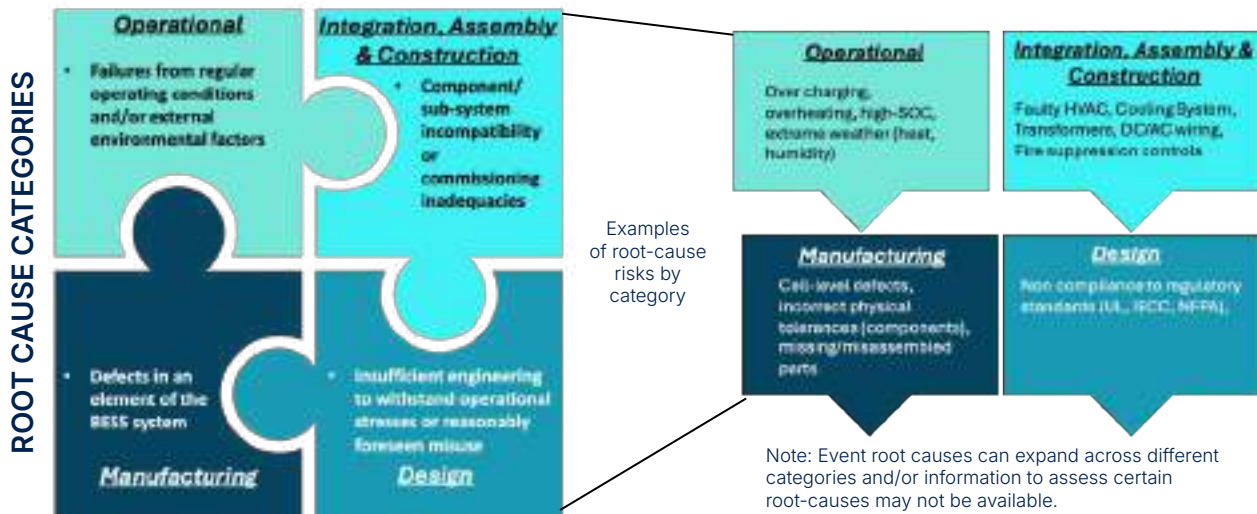 ROOT CAUSE CATEGORIES
Operational
• Failures from regular
operating conditions
and/or external
environmental factors
Integration, Assembly
& Construction
• Component/
sub-system
incompatibility
or
commissioning
inadequacies
• Defects in an
element of the
BESS system
Manufacturing
• Insufficient engineering
to withstand operational
stresses or reasonably
foreseen misuse
Design
Examples
of root-cause
risks by
category
Operational
Over charging,
overheating, high-SOC,
extreme weather (heat,
humidity)
Integration, Assembly &
Construction
Faulty HVAC, Cooling System,
Transformers, DC/AC wiring,
Fire suppression controls
Manufacturing
Cell-level defects,
incorrect physical
tolerances (components),
missing/misassembled
parts
Design
Non compliance to regulatory
standards (UL, IECC, NFPA),
Note: Event root causes can expand across different
categories and/or information to assess certain
root-causes may not be available.